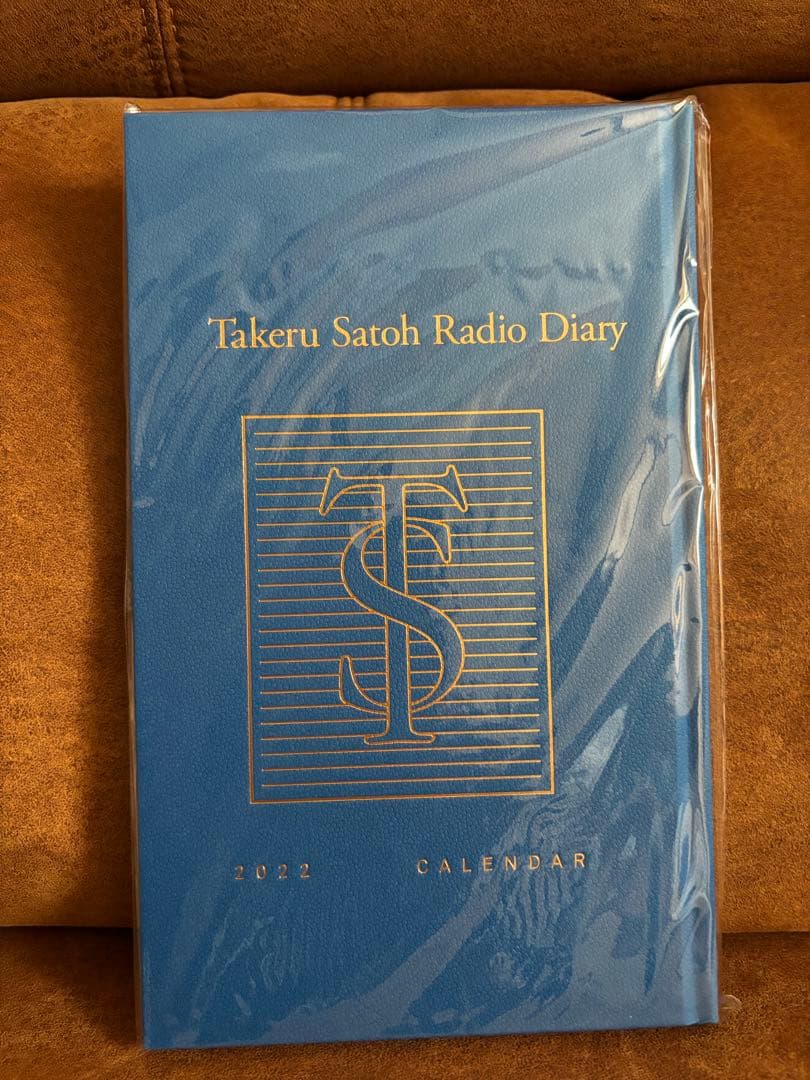 Takeru Satoh Radio Diary
TS
2022 CALENDAR